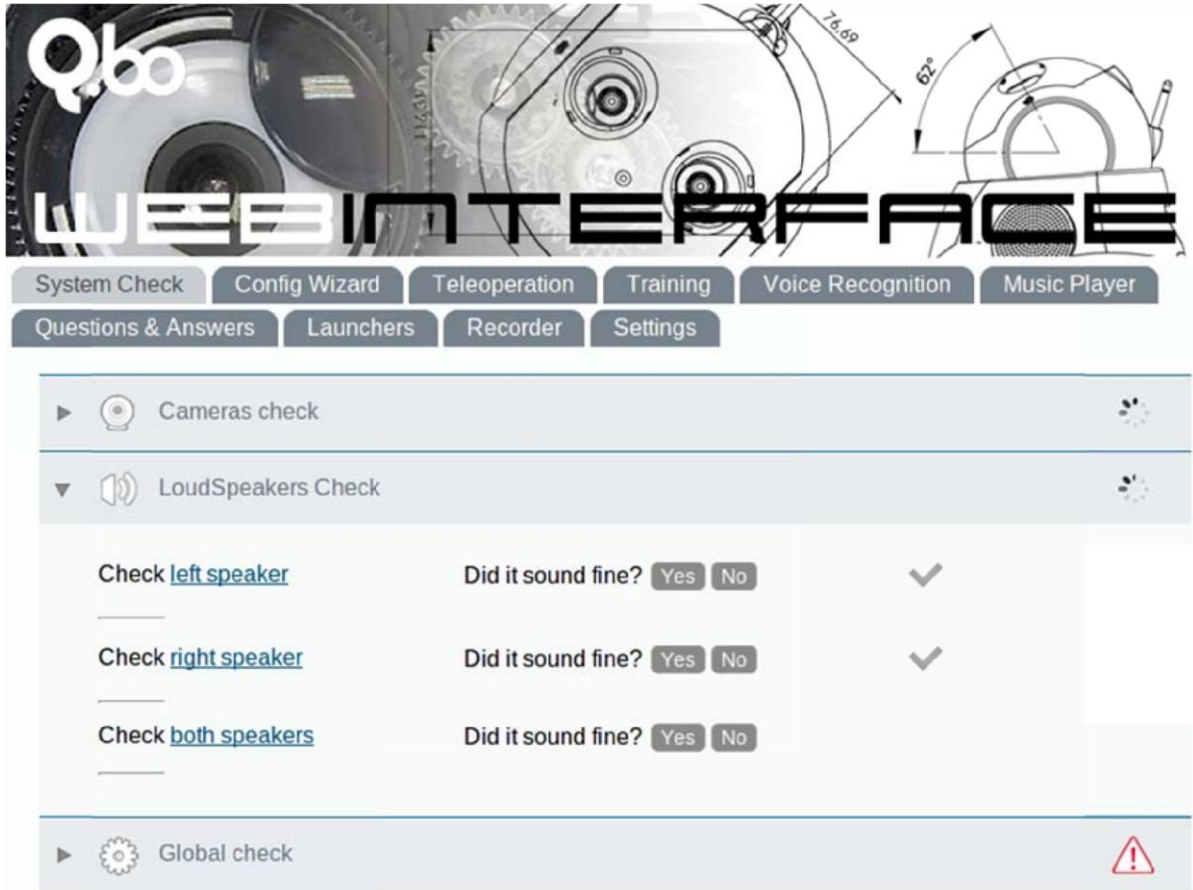 Q.bo
76.69
62°
WEBINTERFACE
System Check Config Wizard Teleoperation Training Voice Recognition Music Player
Questions & Answers Launchers Recorder Settings
Cameras check
LoudSpeakers Check
Check left speaker Did it sound fine? Yes No
Check right speaker Did it sound fine? Yes No
Check both speakers Did it sound fine? Yes No
Global check